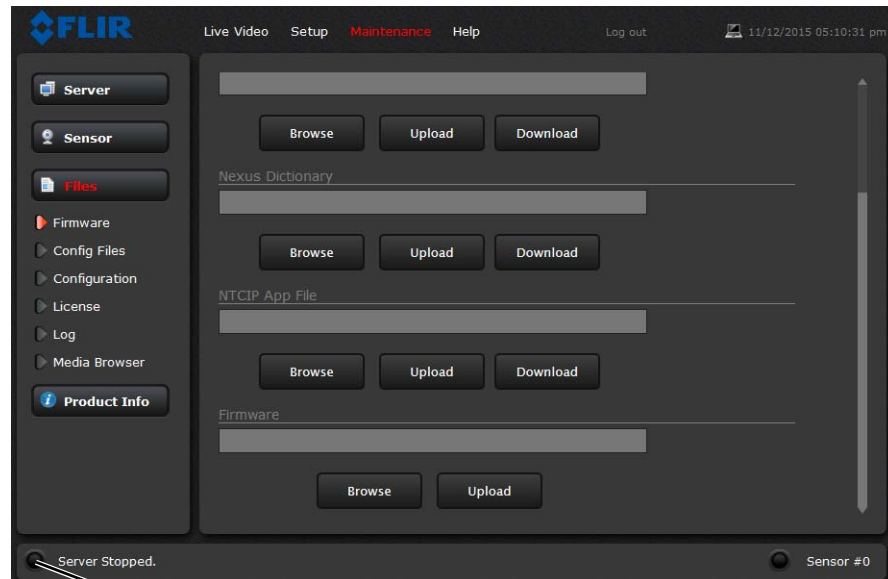 FLIR
Live Video Setup Maintenance Help Log out 11/12/2015 05:10:31 pm
Server
Sensor
Files
Firmware
Config Files
Configuration
License
Log
Media Browser
Product Info
Browse Upload Download
Nexus Dictionary
Browse Upload Download
NTCIP App File
Browse Upload Download
Firmware
Browse Upload
Server Stopped. Sensor #0